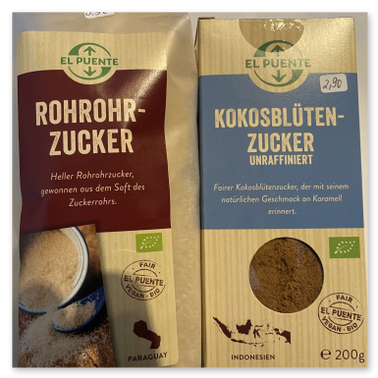 EL PUENTE
ROHROHR-
ZUCKER
Heller Rohrohrzucker,
gewonnen aus dem Saft des
Zuckerrohrs.
FAIR
EL PUENTE
VEGAN · BIO
PARAGUAY
EL PUENTE
2,90
KOKOSBLÜTEN-
ZUCKER
UNRAFFINIERT
Fairer Kokosblütenzucker, der mit seinem
natürlichen Geschmack an Karamell
erinnert.
FAIR
EL PUENTE
VEGAN · BIO
INDONESIEN
℮ 200g